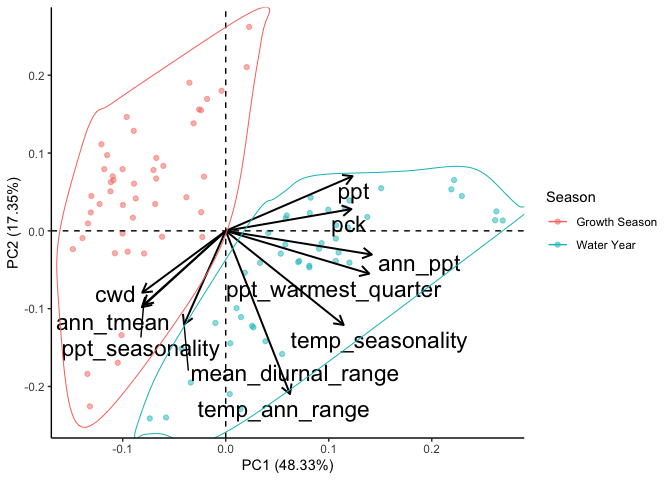 0.2
0.1
0.0
-0.1
-0.2
PC2 (17.35%)
ppt
pck
ann_ppt
ppt_warmest_quarter
cwd
ann_tmean
ppt_seasonality
temp_seasonality
mean_diurnal_range
temp_ann_range
-0.1
0.0
0.1
0.2
PC1 (48.33%)
Season
Growth Season
Water Year